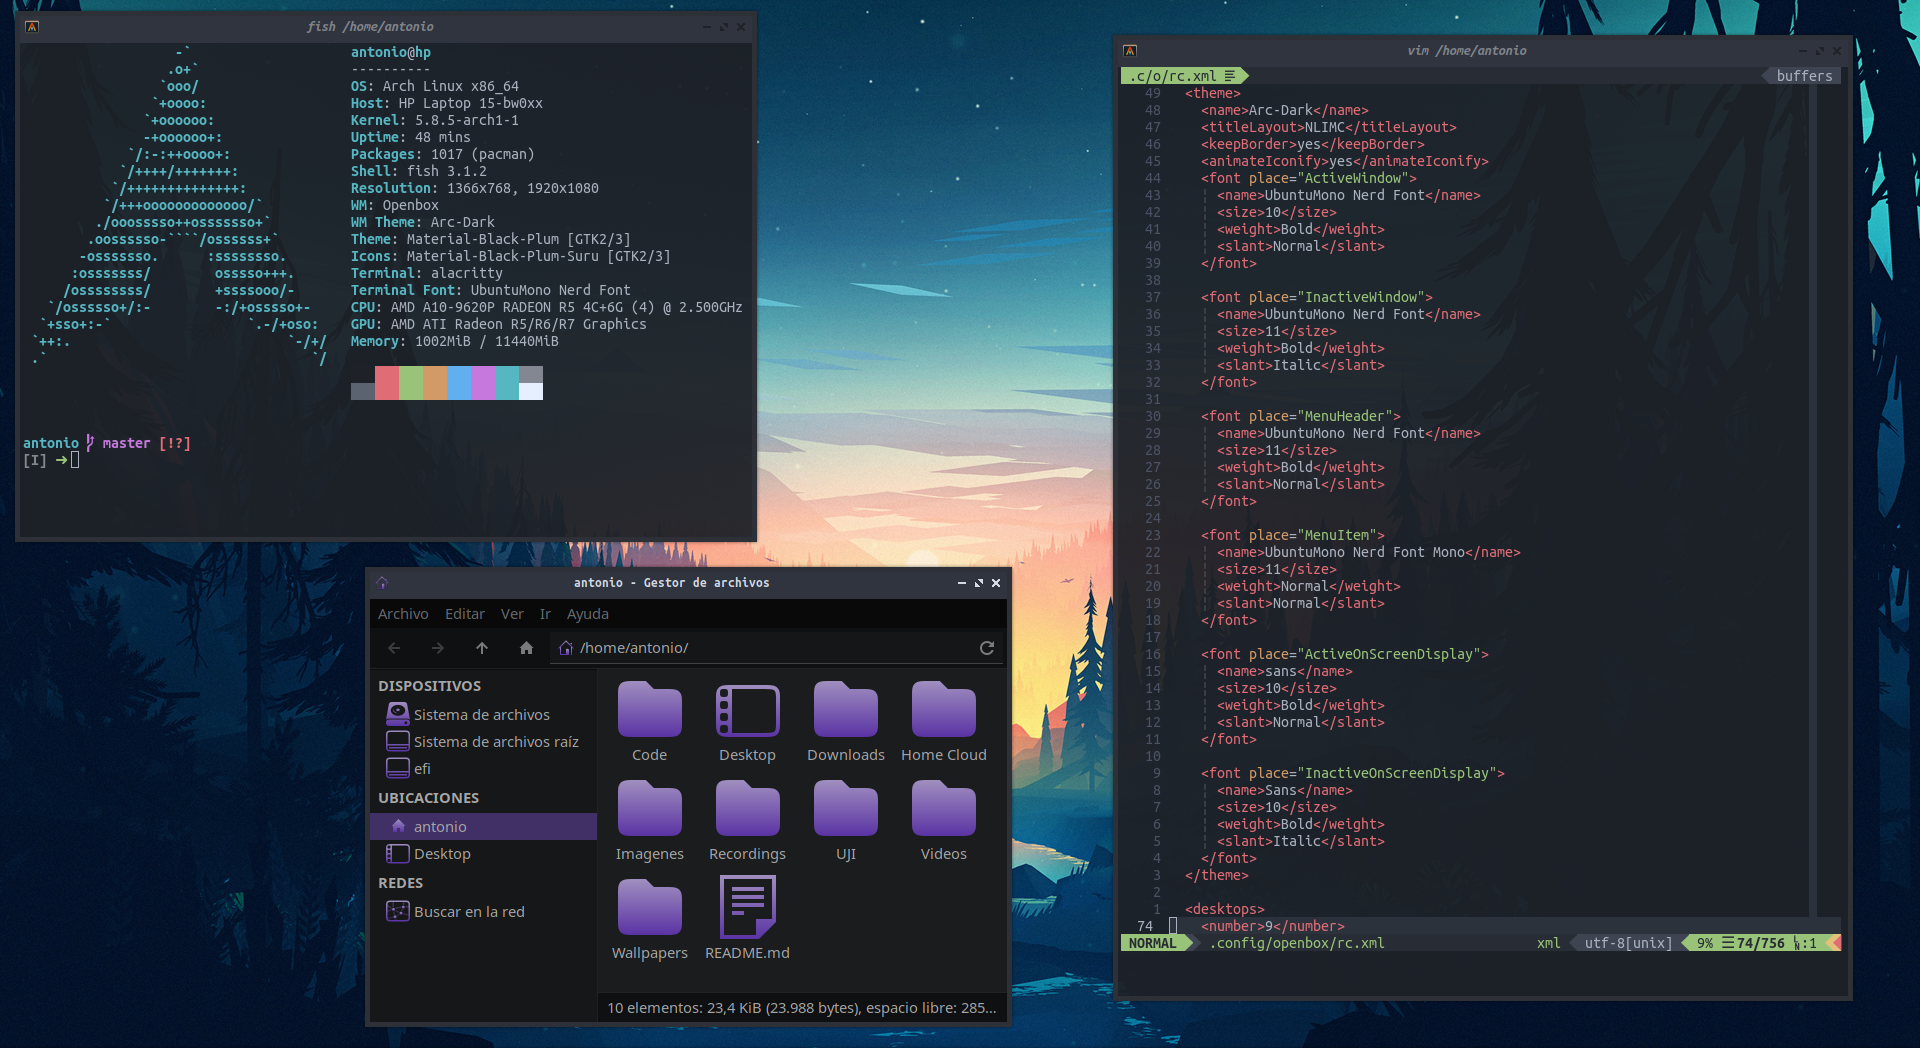 fish /home/antonio
-`
.o+`
`ooo/
`+oooo:
`+oooooo:
-+oooooo+:
`/:-:++oooo+:
`/++++/+++++++:
`/++++++++++++++:
`/+++ooooooooooooo/`
./ooosssso++osssssso+`
.oossssso-````/ossssss+`
-osssssso.      :ssssssso.
:osssssss/        osssso+++.
/ossssssss/        +ssssooo/-
`/ossssso+/:-        -:/+osssso+-
`+sso+:-`                 `.-/+oso:
`++:.                           `-/+/
.`                                 `/
antonio@hp
----------
OS: Arch Linux x86_64
Host: HP Laptop 15-bw0xx
Kernel: 5.8.5-arch1-1
Uptime: 48 mins
Packages: 1017 (pacman)
Shell: fish 3.1.2
Resolution: 1366x768, 1920x1080
WM: Openbox
WM Theme: Arc-Dark
Theme: Material-Black-Plum [GTK2/3]
Icons: Material-Black-Plum-Suru [GTK2/3]
Terminal: alacritty
Terminal Font: UbuntuMono Nerd Font
CPU: AMD A10-9620P RADEON R5 4C+6G (4) @ 2.500GHz
GPU: AMD ATI Radeon R5/R6/R7 Graphics
Memory: 1002MiB / 11440MiB
antonio master [!?]
[I] ➜
antonio - Gestor de archivos
Archivo Editar Ver Ir Ayuda
/home/antonio/
DISPOSITIVOS
Sistema de archivos
Sistema de archivos raíz
efi
UBICACIONES
antonio
Desktop
REDES
Buscar en la red
Code Desktop Downloads Home Cloud
Imagenes Recordings UJI Videos
Wallpapers README.md
10 elementos: 23,4 KiB (23.988 bytes), espacio libre: 285...
vim /home/antonio
.c/o/rc.xml buffers
49 <theme>
48 <name>Arc-Dark</name>
47 <titleLayout>NLIMC</titleLayout>
46 <keepBorder>yes</keepBorder>
45 <animateIconify>yes</animateIconify>
44 <font place="ActiveWindow">
43 <name>UbuntuMono Nerd Font</name>
42 <size>10</size>
41 <weight>Bold</weight>
40 <slant>Normal</slant>
39 </font>
38
37 <font place="InactiveWindow">
36 <name>UbuntuMono Nerd Font</name>
35 <size>11</size>
34 <weight>Bold</weight>
33 <slant>Italic</slant>
32 </font>
31
30 <font place="MenuHeader">
29 <name>UbuntuMono Nerd Font</name>
28 <size>11</size>
27 <weight>Bold</weight>
26 <slant>Normal</slant>
25 </font>
24
23 <font place="MenuItem">
22 <name>UbuntuMono Nerd Font Mono</name>
21 <size>11</size>
20 <weight>Normal</weight>
19 <slant>Normal</slant>
18 </font>
17
16 <font place="ActiveOnScreenDisplay">
15 <name>sans</name>
14 <size>10</size>
13 <weight>Bold</weight>
12 <slant>Normal</slant>
11 </font>
10
9 <font place="InactiveOnScreenDisplay">
8 <name>Sans</name>
7 <size>10</size>
6 <weight>Bold</weight>
5 <slant>Italic</slant>
4 </font>
3 </theme>
2
1 <desktops>
74 <number>9</number>
NORMAL .config/openbox/rc.xml xml utf-8[unix] 9% ☰74/756 :1